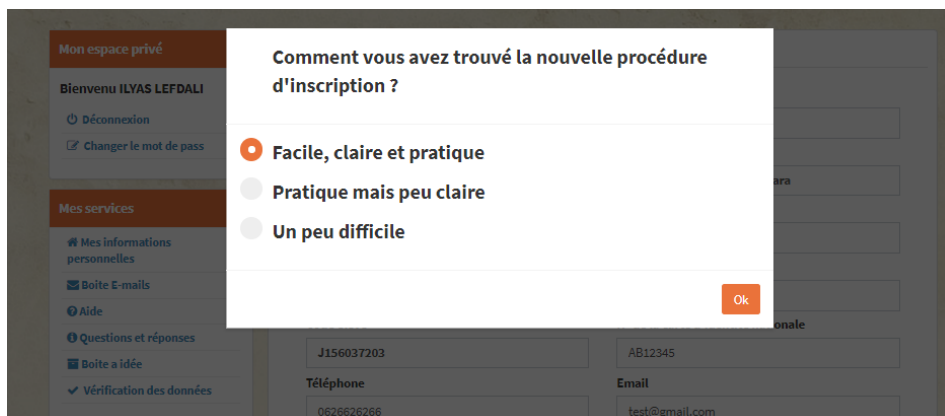 Mon espace privé
Bienvenu ILYAS LEFDALI
Déconnexion
Changer le mot de pass
Mes services
Mes informations
personnelles
Boite E-mails
Aide
Questions et réponses
Boite a idée
Vérification des données
Comment vous avez trouvé la nouvelle procédure
d'inscription ?
Facile, claire et pratique
Pratique mais peu claire
Un peu difficile
Ok
ara
onale
J156037203
AB12345
Téléphone
Email
0626626266
test@gmail.com